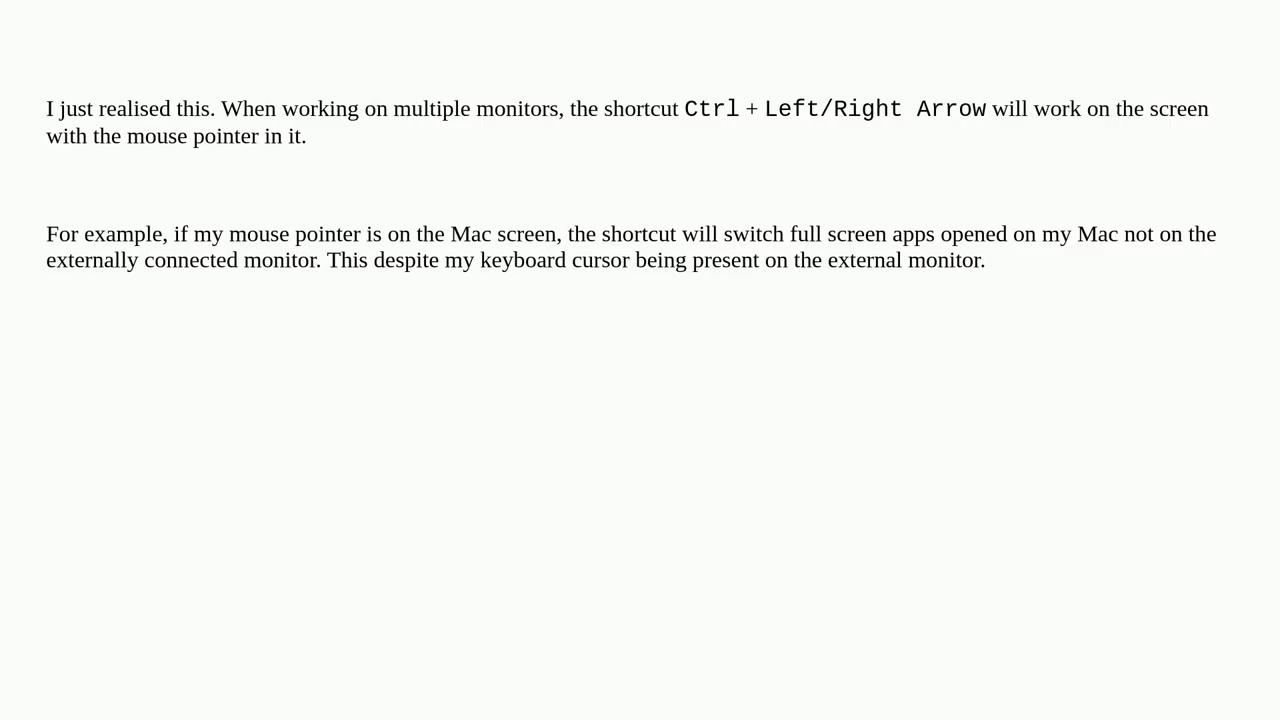 I just realised this. When working on multiple monitors, the shortcut Ctrl + Left/Right Arrow will work on the screen
with the mouse pointer in it.
For example, if my mouse pointer is on the Mac screen, the shortcut will switch full screen apps opened on my Mac not on the
externally connected monitor. This despite my keyboard cursor being present on the external monitor.